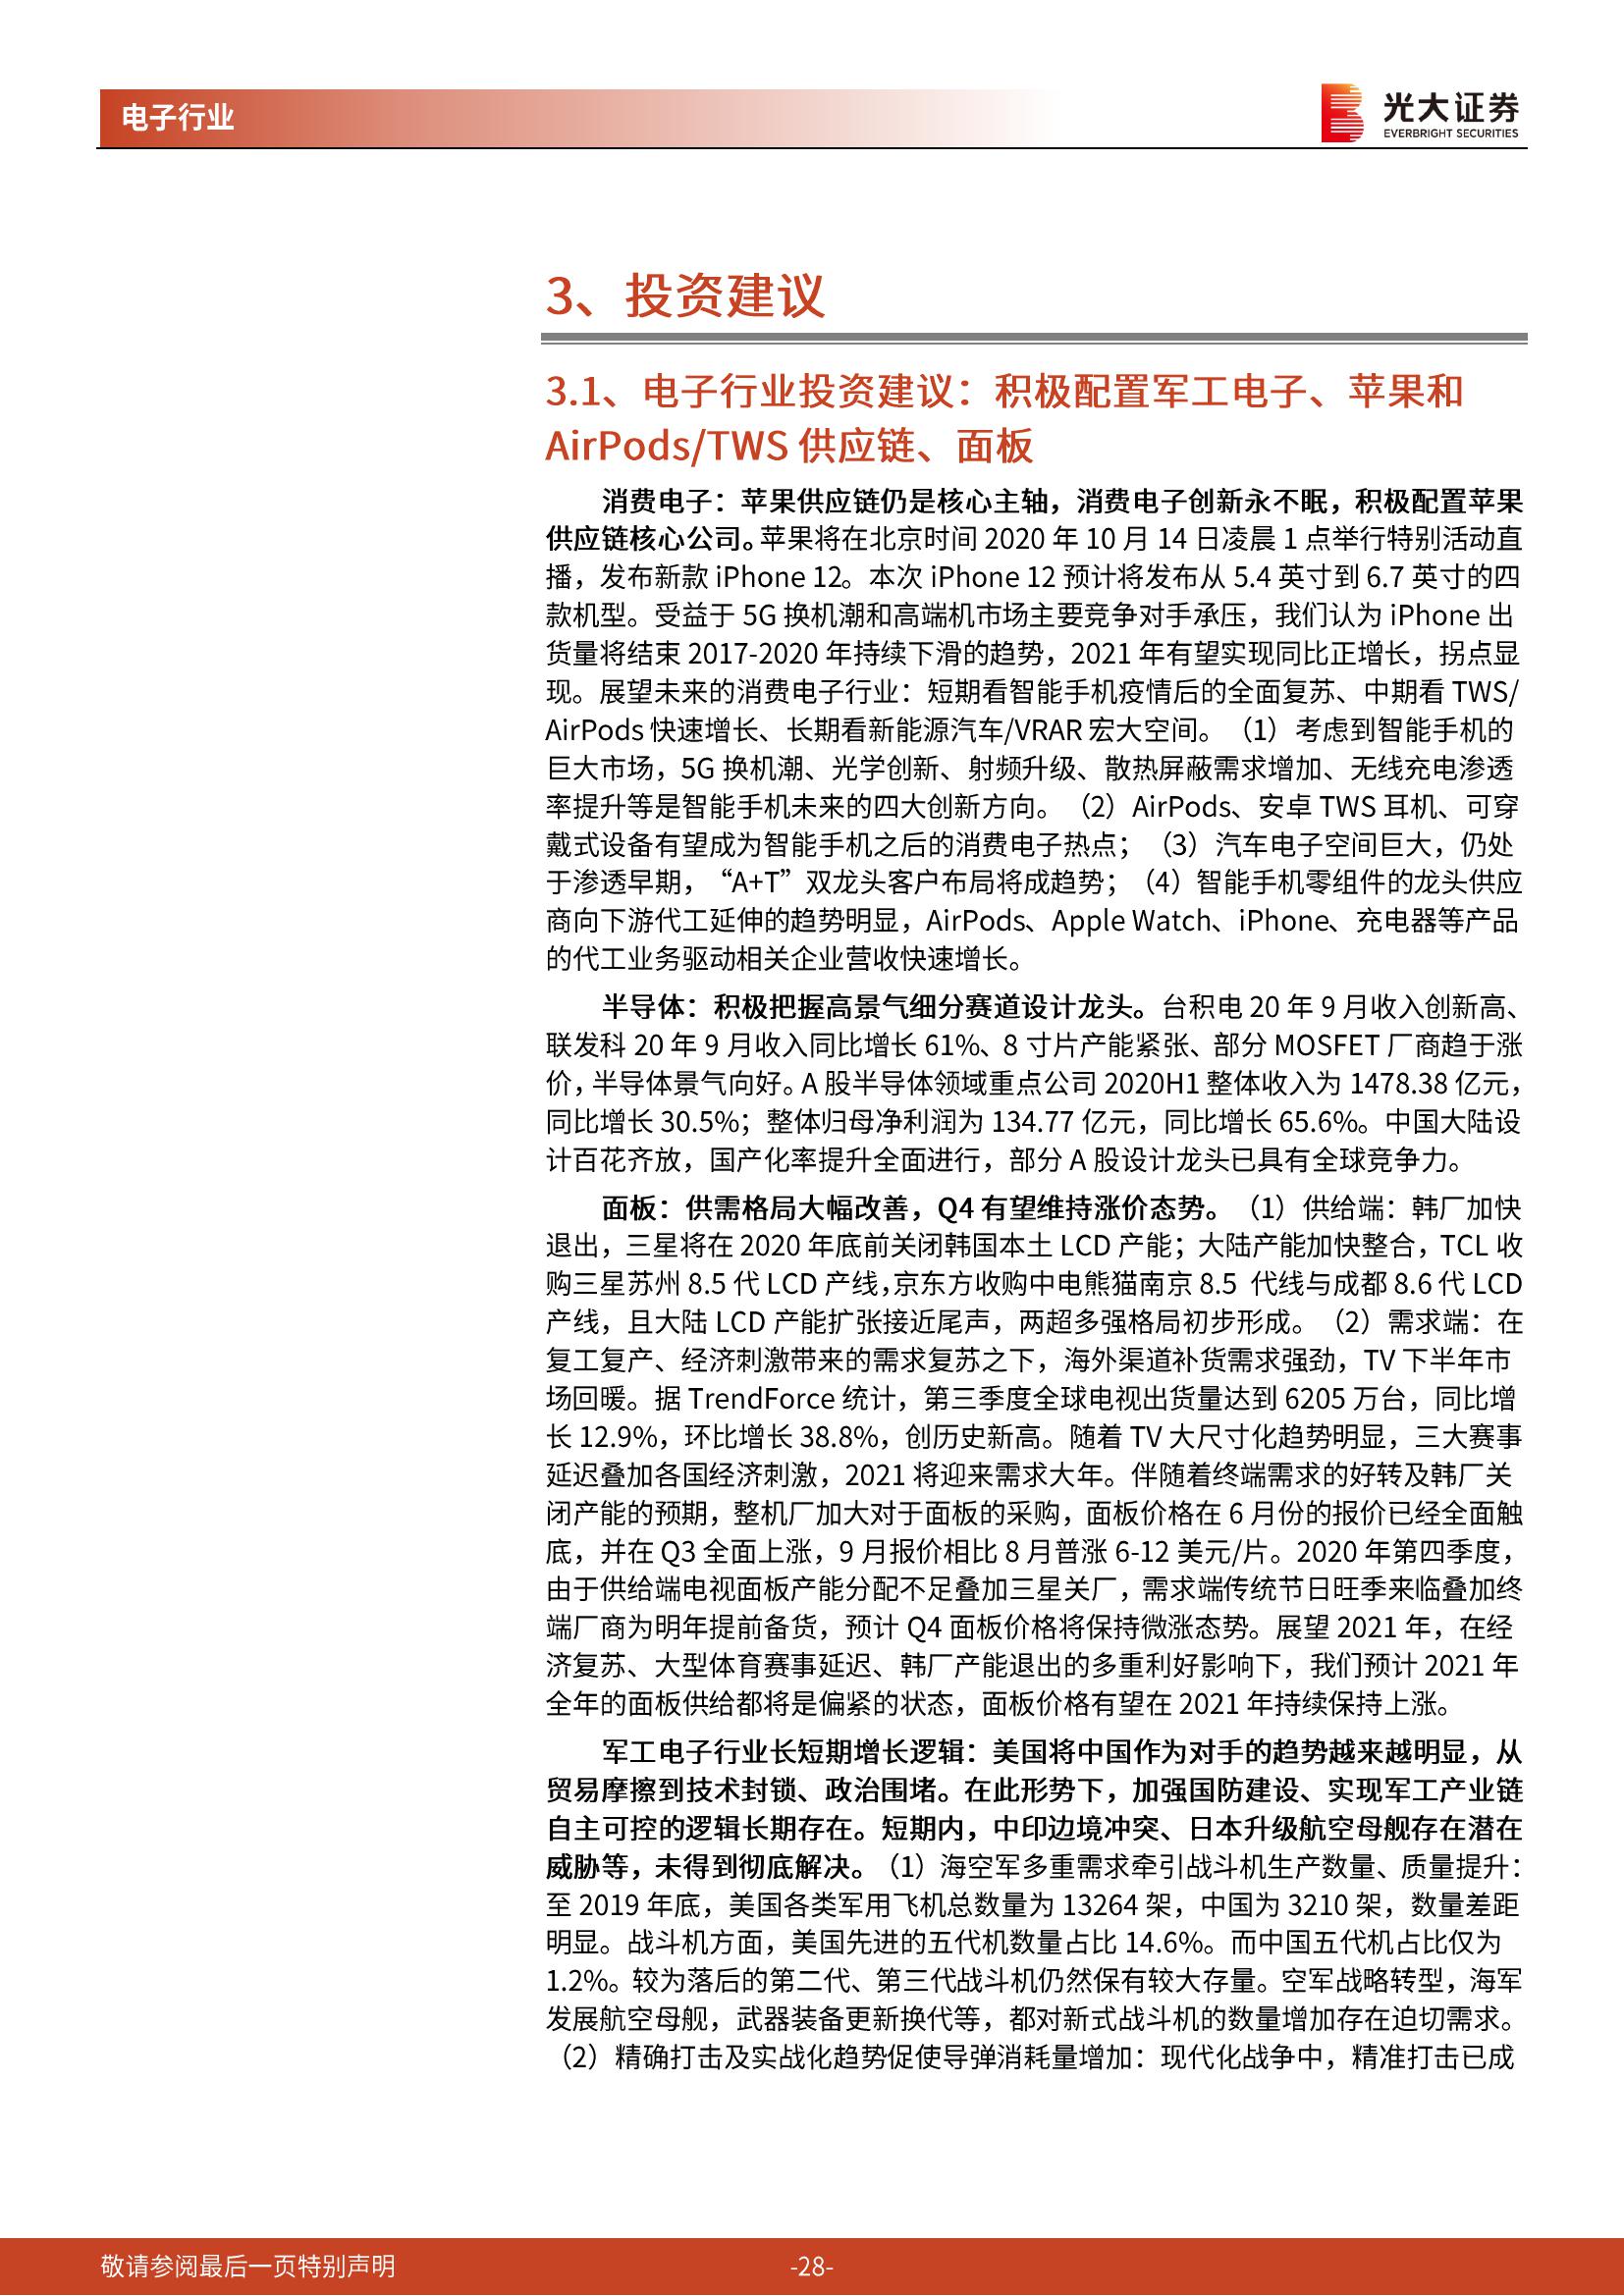 电子行业
光大证券
EVERBRIGHT SECURITIES
3、投资建议
3.1、电子行业投资建议：积极配置军工电子、苹果和
AirPods/TWS 供应链、面板
消费电子：苹果供应链仍是核心主轴，消费电子创新永不眠，积极配置苹果
供应链核心公司。苹果将在北京时间 2020 年 10 月 14 日凌晨 1 点举行特别活动直
播，发布新款 iPhone 12。本次 iPhone 12 预计将发布从 5.4 英寸到 6.7 英寸的四
款机型。受益于 5G 换机潮和高端机市场主要竞争对手承压，我们认为 iPhone 出
货量将结束 2017-2020 年持续下滑的趋势，2021 年有望实现同比正增长，拐点显
现。展望未来的消费电子行业：短期看智能手机疫情后的全面复苏、中期看 TWS/
AirPods 快速增长、长期看新能源汽车/VRAR 宏大空间。（1）考虑到智能手机的
巨大市场，5G 换机潮、光学创新、射频升级、散热屏蔽需求增加、无线充电渗透
率提升等是智能手机未来的四大创新方向。（2）AirPods、安卓 TWS 耳机、可穿
戴式设备有望成为智能手机之后的消费电子热点；（3）汽车电子空间巨大，仍处
于渗透早期，“A+T”双龙头客户布局将成趋势；（4）智能手机零组件的龙头供应
商向下游代工延伸的趋势明显，AirPods、Apple Watch、iPhone、充电器等产品
的代工业务驱动相关企业营收快速增长。
半导体：积极把握高景气细分赛道设计龙头。台积电 20 年 9 月收入创新高、
联发科 20 年 9 月收入同比增长 61%、8 寸片产能紧张、部分 MOSFET 厂商趋于涨
价，半导体景气向好。A 股半导体领域重点公司 2020H1 整体收入为 1478.38 亿元，
同比增长 30.5%；整体归母净利润为 134.77 亿元，同比增长 65.6%。中国大陆设
计百花齐放，国产化率提升全面进行，部分 A 股设计龙头已具有全球竞争力。
面板：供需格局大幅改善，Q4 有望维持涨价态势。（1）供给端：韩厂加快
退出，三星将在 2020 年底前关闭韩国本土 LCD 产能；大陆产能加快整合，TCL 收
购三星苏州 8.5 代 LCD 产线，京东方收购中电熊猫南京 8.5 代线与成都 8.6 代 LCD
产线，且大陆 LCD 产能扩张接近尾声，两超多强格局初步形成。（2）需求端：在
复工复产、经济刺激带来的需求复苏之下，海外渠道补货需求强劲，TV 下半年市
场回暖。据 TrendForce 统计，第三季度全球电视出货量达到 6205 万台，同比增
长 12.9%，环比增长 38.8%，创历史新高。随着 TV 大尺寸化趋势明显，三大赛事
延迟叠加各国经济刺激，2021 将迎来需求大年。伴随着终端需求的好转及韩厂关
闭产能的预期，整机厂加大对于面板的采购，面板价格在 6 月份的报价已经全面触
底，并在 Q3 全面上涨，9 月报价相比 8 月普涨 6-12 美元/片。2020 年第四季度，
由于供给端电视面板产能分配不足叠加三星关厂，需求端传统节日旺季来临叠加终
端厂商为明年提前备货，预计 Q4 面板价格将保持微涨态势。展望 2021 年，在经
济复苏、大型体育赛事延迟、韩厂产能退出的多重利好影响下，我们预计 2021 年
全年的面板供给都将是偏紧的状态，面板价格有望在 2021 年持续保持上涨。
军工电子行业长短期增长逻辑：美国将中国作为对手的趋势越来越明显，从
贸易摩擦到技术封锁、政治围堵。在此形势下，加强国防建设、实现军工产业链
自主可控的逻辑长期存在。短期内，中印边境冲突、日本升级航空母舰存在潜在
威胁等，未得到彻底解决。（1）海空军多重需求牵引战斗机生产数量、质量提升：
至 2019 年底，美国各类军用飞机总数量为 13264 架，中国为 3210 架，数量差距
明显。战斗机方面，美国先进的五代机数量占比 14.6%。而中国五代机占比仅为
1.2%。较为落后的第二代、第三代战斗机仍然保有较大存量。空军战略转型，海军
发展航空母舰，武器装备更新换代等，都对新式战斗机的数量增加存在迫切需求。
（2）精确打击及实战化趋势促使导弹消耗量增加：现代化战争中，精准打击已成
敬请参阅最后一页特别声明
-28-